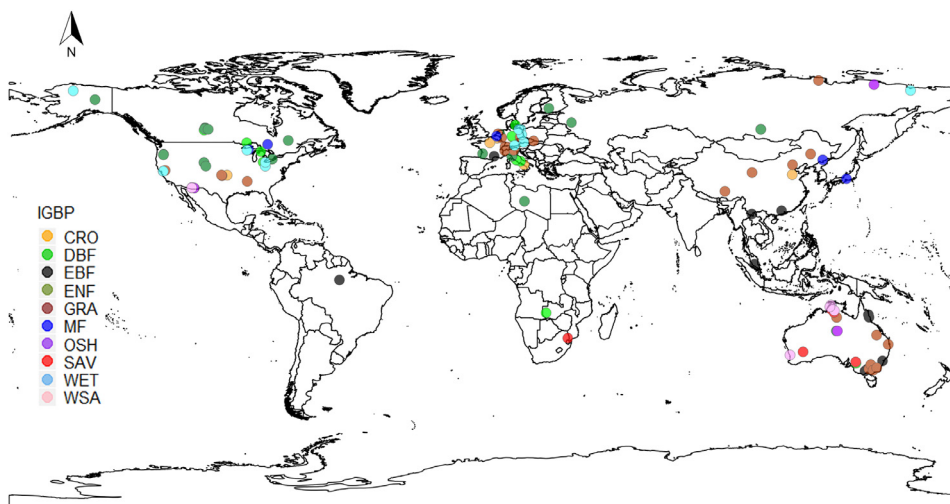 N
IGBP
CRO
DBF
EBF
ENF
GRA
MF
OSH
SAV
WET
WSA